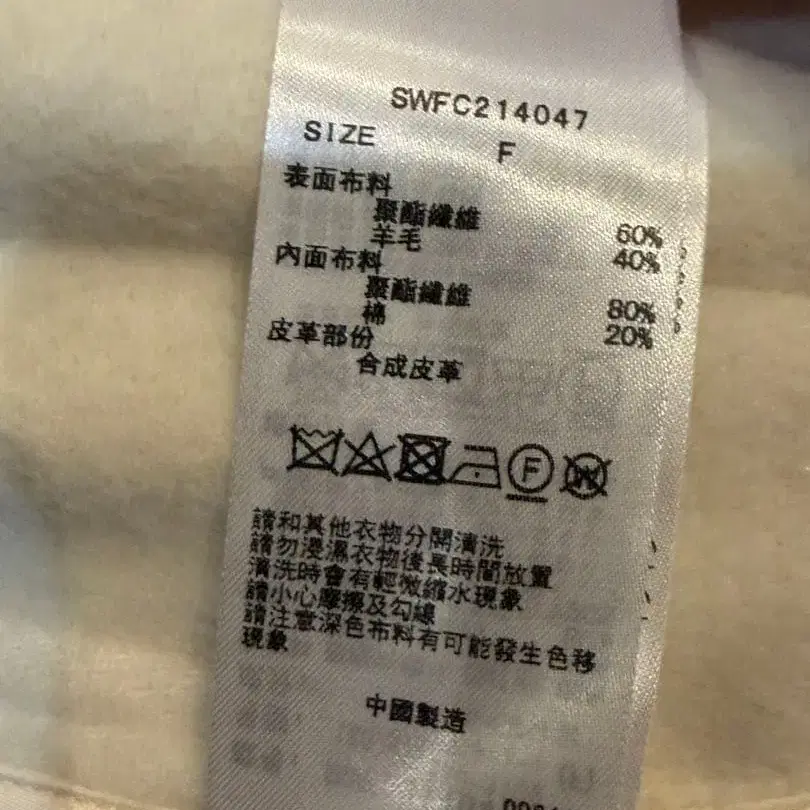 SWFC214047
SIZE F
表面布料
聚酯纖維 60%
羊毛 40%
內面布料
聚酯纖維 80%
棉 20%
皮革部份
合成皮革
F
W
請和其他衣物分開清洗
請勿浸濕衣物後長時間放置
清洗時會有輕微縮水現象
請小心摩擦及勾線
請注意深色布料有可能發生色移
現象
中國製造